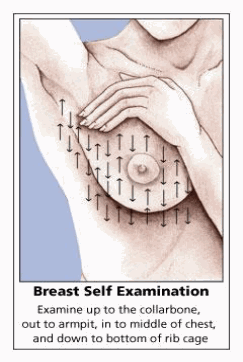 Breast Self Examination
Examine up to the collarbone,
out to armpit, in to middle of chest,
and down to bottom of rib cage